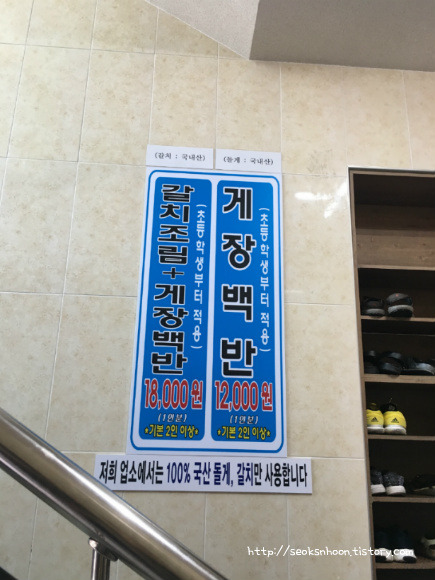 (갈치 : 국내산)
(돌게 : 국내산)
갈치조림+게장백반
(초등학생부터 적용)
18,000원
(1인분)
*기본 2인 이상*
게장백반
(초등학생부터 적용)
12,000원
(1인분)
*기본 2인 이상*
저희 업소에서는 100% 국산 돌게, 갈치만 사용합니다
http://seoksnhoon.tistory.com